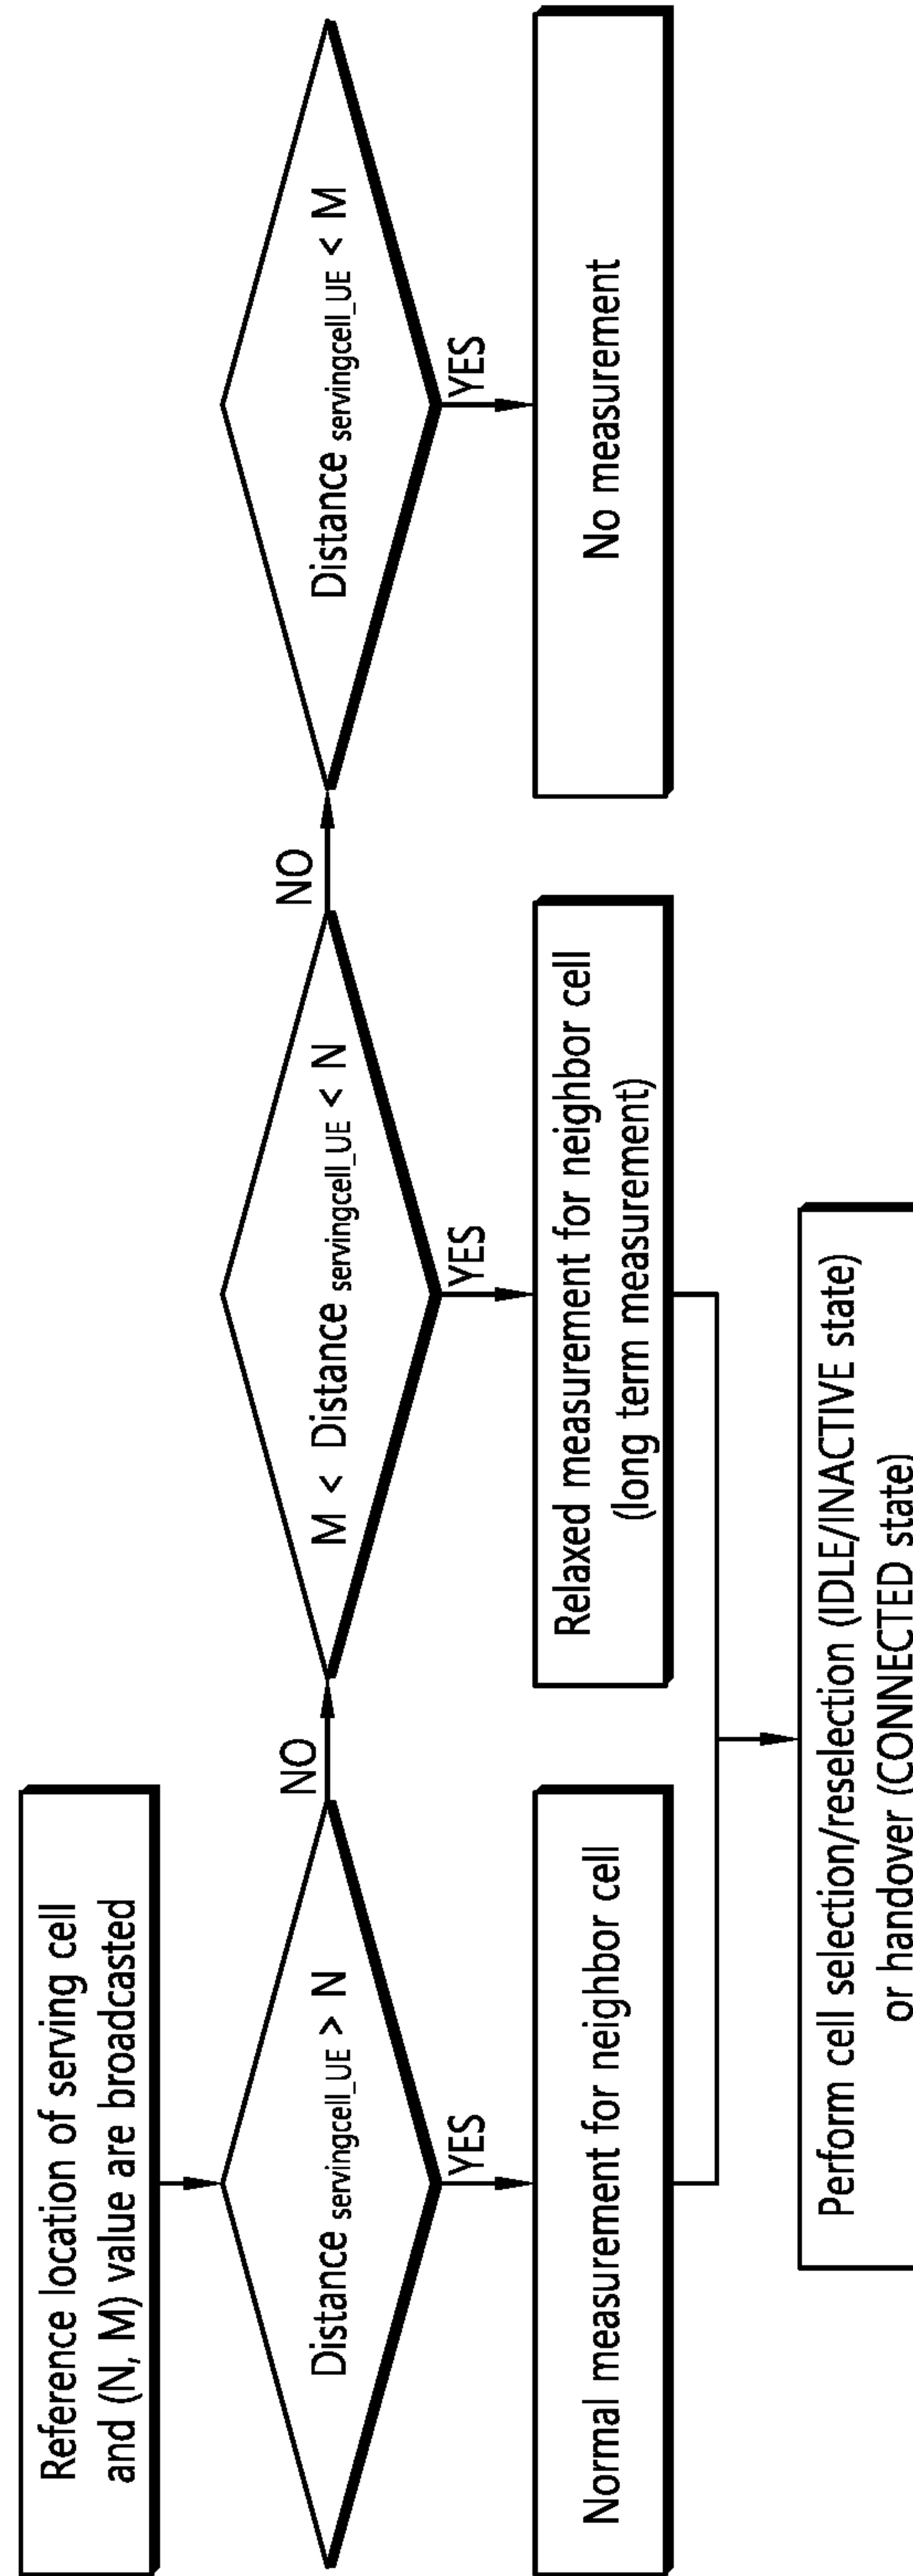 Reference location of serving cell
and (N, M) value are broadcasted
Distance servingcell_UE > N
NO
M < Distance servingcell_UE < N
NO
Distance servingcell_UE < M
YES
YES
YES
Normal measurement for neighbor cell
Relaxed measurement for neighbor cell
(long term measurement)
No measurement
Perform cell selection/reselection (IDLE/INACTIVE state)
or handover (CONNECTED state)